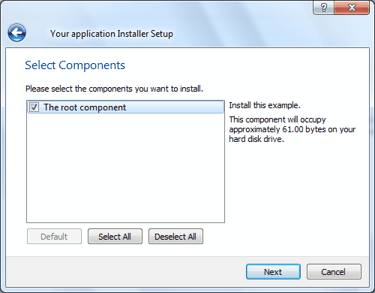 Your application Installer Setup
Select Components
Please select the components you want to install.
The root component
Install this example.
This component will occupy
approximately 61.00 bytes on your
hard disk drive.
Default
Select All
Deselect All
Next
Cancel